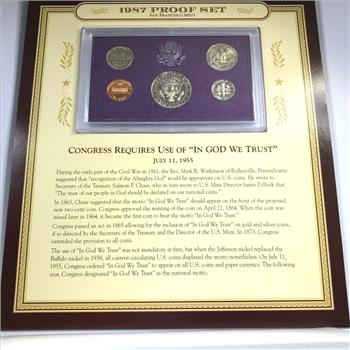 1987 PROOF SET
SAN FRANCISCO MINT
CONGRESS REQUIRES USE OF "IN GOD WE TRUST"
JULY 11, 1955
During the early part of the Civil War in 1861, the Rev. Mark R. Watkinson of Ridleyville, Pennsylvania
suggested that "recognition of the Almighty God" would be appropriate on U.S. coins. He wrote to
Secretary of the Treasury Salmon P. Chase, who in turn wrote to U.S. Mint Director James Pollock that
"The trust of our people in God should be declared on our national coins."
In 1863, Chase suggested that the motto "In God We Trust" should appear on the front of the proposed
new two-cent coin. Congress approved the minting of the coin on April 22, 1864. When the coin was
issued later in 1864, it became the first coin to bear the motto "In God We Trust."
Congress passed an act in 1865 allowing for the inclusion of "In God We Trust" on gold and silver coins,
if so directed by the Secretary of the Treasury and the Director of the U.S. Mint. In 1873, Congress
extended the provision to all coins.
The use of "In God We Trust" was not mandatory at first, but when the Jefferson nickel replaced the
Buffalo nickel in 1938, all current circulating U.S. coins displayed the motto nonetheless. On July 11,
1955, Congress ordered "In God We Trust" to appear on all U.S. coins and paper currency. The following
year, Congress designated "In God We Trust" as the national motto.